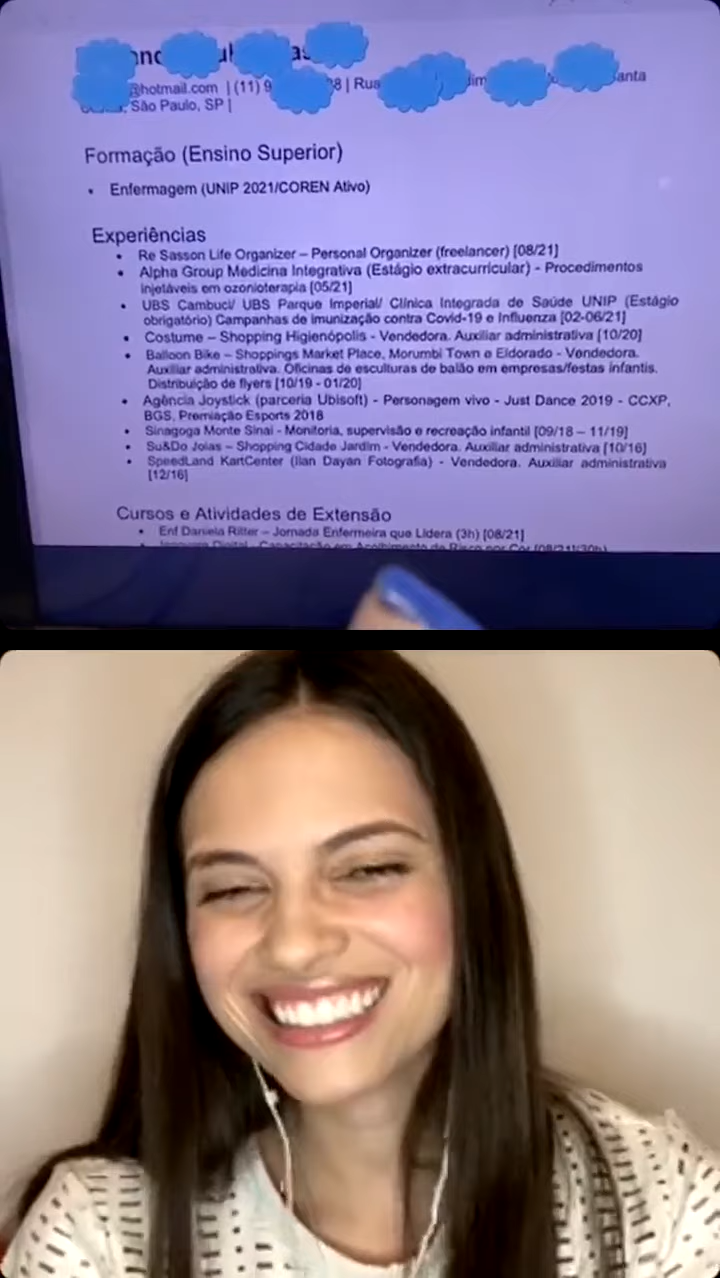 @hotmail.com | (11) 9 8 | Rua anta
São Paulo, SP |
Formação (Ensino Superior)
• Enfermagem (UNIP 2021/COREN Ativo)
Experiências
• Re Sasson Life Organizer – Personal Organizer (freelancer) [08/21]
• Alpha Group Medicina Integrativa (Estágio extracurricular) - Procedimentos
injetáveis em ozonioterapia [05/21]
• UBS Cambuci/ UBS Parque Imperial/ Clínica Integrada de Saúde UNIP (Estágio
obrigatório) Campanhas de imunização contra Covid-19 e Influenza [02-06/21]
• Costume – Shopping Higienópolis - Vendedora. Auxiliar administrativa [10/20]
• Balloon Bike – Shoppings Market Place, Morumbi Town e Eldorado - Vendedora.
Auxiliar administrativa. Oficinas de esculturas de balão em empresas/festas infantis.
Distribuição de flyers [10/19 - 01/20]
• Agência Joystick (parceria Ubisoft) - Personagem vivo - Just Dance 2019 - CCXP,
BGS, Premiação Esports 2018
• Sinagoga Monte Sinai - Monitoria, supervisão e recreação infantil [09/18 – 11/19]
• Su&Do Joias – Shopping Cidade Jardim - Vendedora. Auxiliar administrativa [10/16]
• SpeedLand KartCenter (Ilan Dayan Fotografia) - Vendedora. Auxiliar administrativa
[12/16]
Cursos e Atividades de Extensão
• Enf Daniela Ritter – Jornada Enfermeira que Lidera (3h) [08/21]